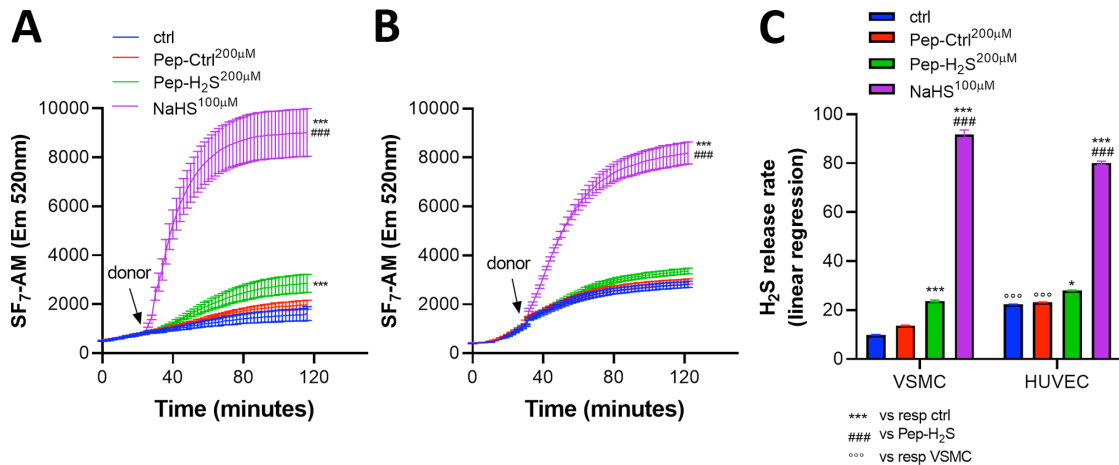 A
ctrl
Pep-Ctrl200μM
Pep-H2S200μM
NaHS100μM
10000
8000
6000
4000
2000
0
SF7-AM (Em 520nm)
donor
***
###
***
0 40 80 120
Time (minutes)
B
10000
8000
6000
4000
2000
0
SF7-AM (Em 520nm)
donor
***
###
0 40 80 120
Time (minutes)
C
ctrl
Pep-Ctrl200μM
Pep-H2S200μM
NaHS100μM
100
80
60
40
20
0
H2S release rate
(linear regression)
***
***
###
°°° °°° *
***
###
VSMC HUVEC
*** vs resp ctrl
### vs Pep-H2S
°°° vs resp VSMC